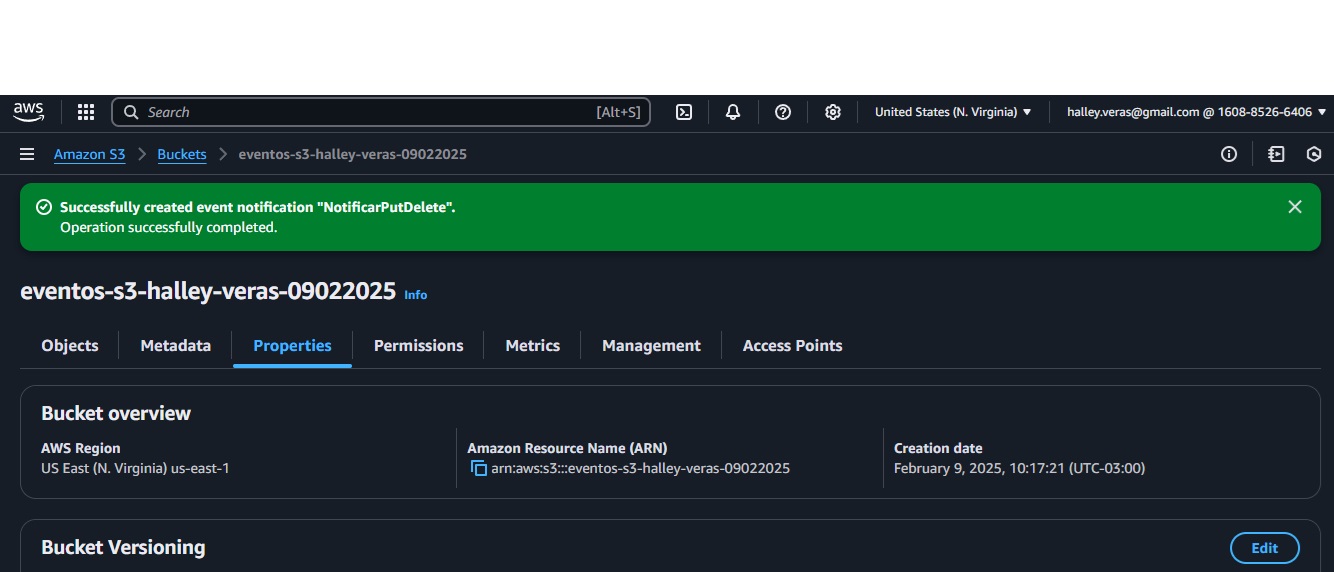 aws
Search [Alt+S] United States (N. Virginia) ▼ halley.veras@gmail.com @ 1608-8526-6406 ▼
Amazon S3 > Buckets > eventos-s3-halley-veras-09022025
Successfully created event notification "NotificarPutDelete".
Operation successfully completed.
eventos-s3-halley-veras-09022025 Info
Objects Metadata Properties Permissions Metrics Management Access Points
Bucket overview
AWS Region
US East (N. Virginia) us-east-1
Amazon Resource Name (ARN)
arn:aws:s3:::eventos-s3-halley-veras-09022025
Creation date
February 9, 2025, 10:17:21 (UTC-03:00)
Bucket Versioning
Edit